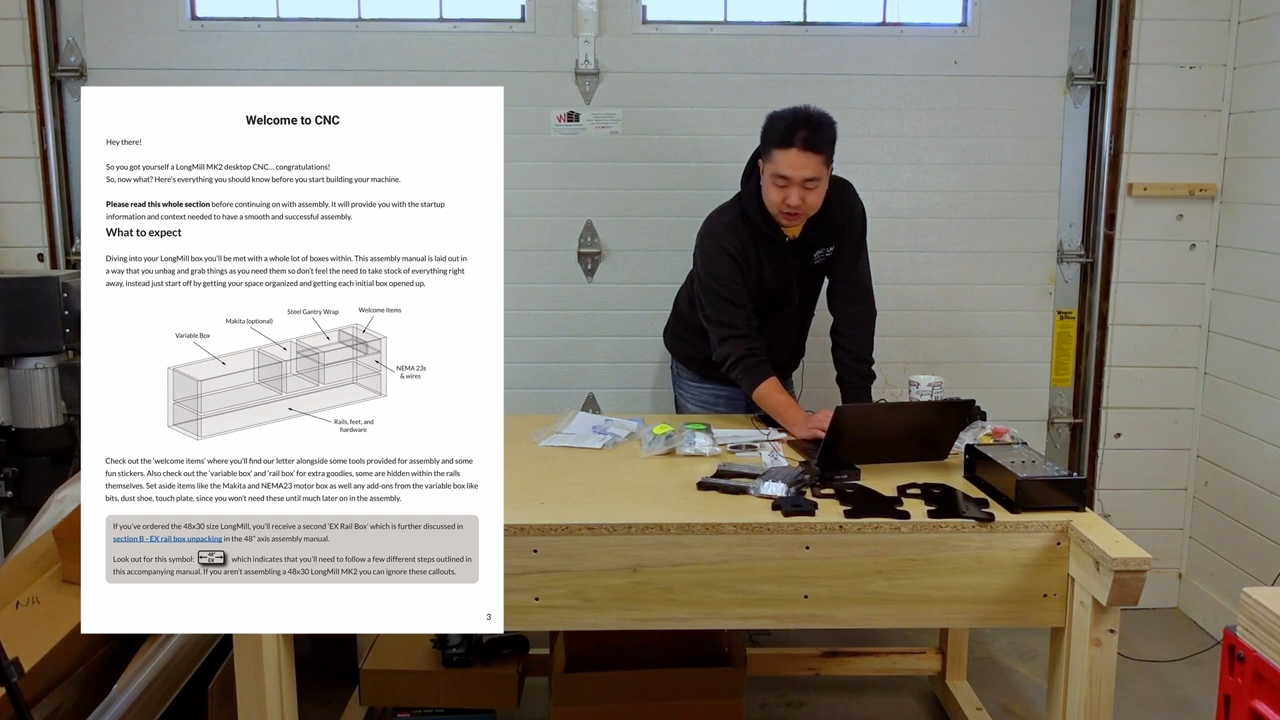 Welcome to CNC
Hey there!
So you got yourself a LongMill MK2 desktop CNC... congratulations!
So, now what? Here's everything you should know before you start building your machine.
Please read this whole section before continuing on with assembly. It will provide you with the startup
information and context needed to have a smooth and successful assembly.
What to expect
Diving into your LongMill box you'll be met with a whole lot of boxes within. This assembly manual is laid out in
a way that you unbag and grab things as you need them so don't feel the need to take stock of everything right
away, instead just start off by getting your space organized and getting each initial box opened up.
Variable Box
Makita (optional)
Steel Gantry Wrap
Welcome Items
NEMA 23s
& wires
Rails, feet, and
hardware
Check out the 'welcome items' where you'll find our letter alongside some tools provided for assembly and some
fun stickers. Also check out the 'variable box' and 'rail box' for extra goodies, some are hidden within the rails
themselves. Set aside items like the Makita and NEMA23 motor box as well any add-ons from the variable box like
bits, dust shoe, touch plate, since you won't need these until much later on in the assembly.
If you've ordered the 48x30 size LongMill, you'll receive a second 'EX Rail Box' which is further discussed in
section B - EX rail box unpacking in the 48" axis assembly manual.
Look out for this symbol: 48" EX which indicates that you'll need to follow a few different steps outlined in
this accompanying manual. If you aren't assembling a 48x30 LongMill MK2 you can ignore these callouts.
3
NA